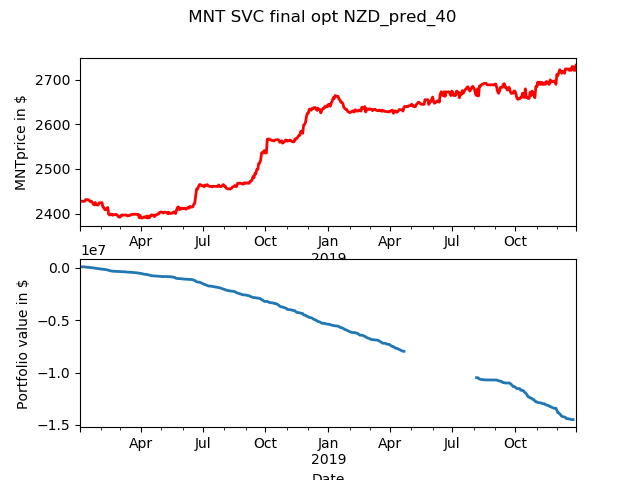 MNT SVC final opt NZD_pred_40
2700
2600
2500
2400
MNTprice in $
Apr Jul Oct Jan Apr Jul Oct
2019
1e7
0.0
−0.5
−1.0
−1.5
Portfolio value in $
Apr Jul Oct Jan Apr Jul Oct
2019
Date